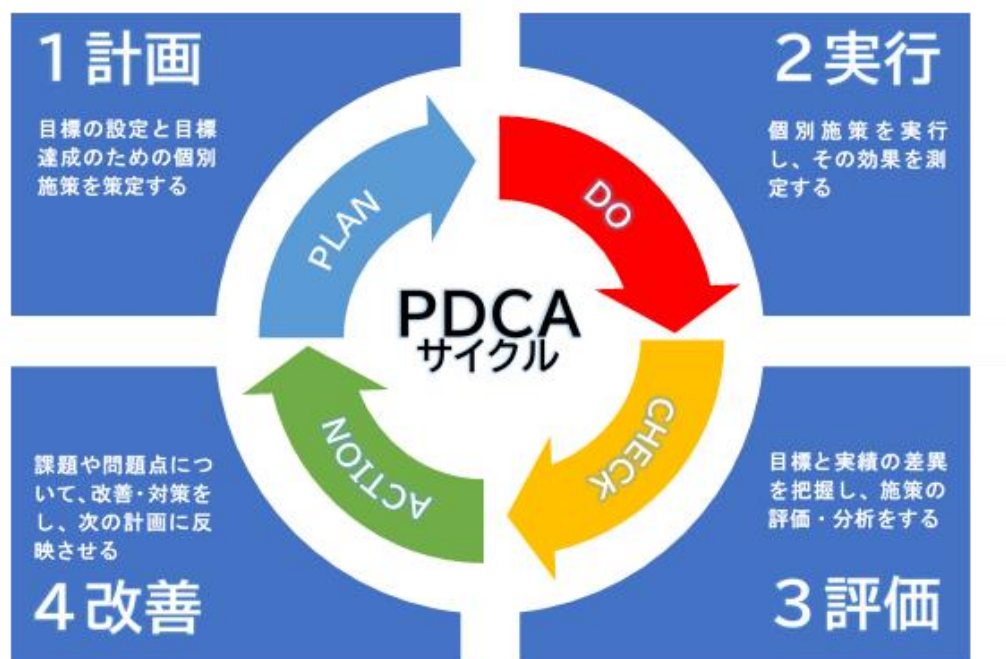 1計画
目標の設定と目標
達成のための個別
施策を策定する
2実行
個別施策を実行
し、その効果を測
定する
PLAN
DO
PDCA
サイクル
ACTION
CHECK
課題や問題点につ
いて、改善・対策を
し、次の計画に反
映させる
4改善
目標と実績の差異
を把握し、施策の
評価・分析をする
3評価